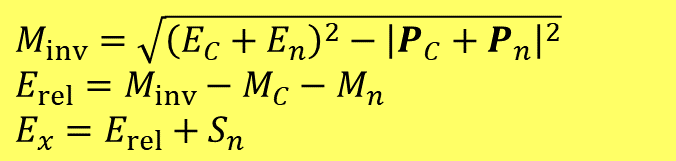 M_inv = √((E_C + E_n)² − |P_C + P_n|²)
E_rel = M_inv − M_C − M_n
E_x = E_rel + S_n